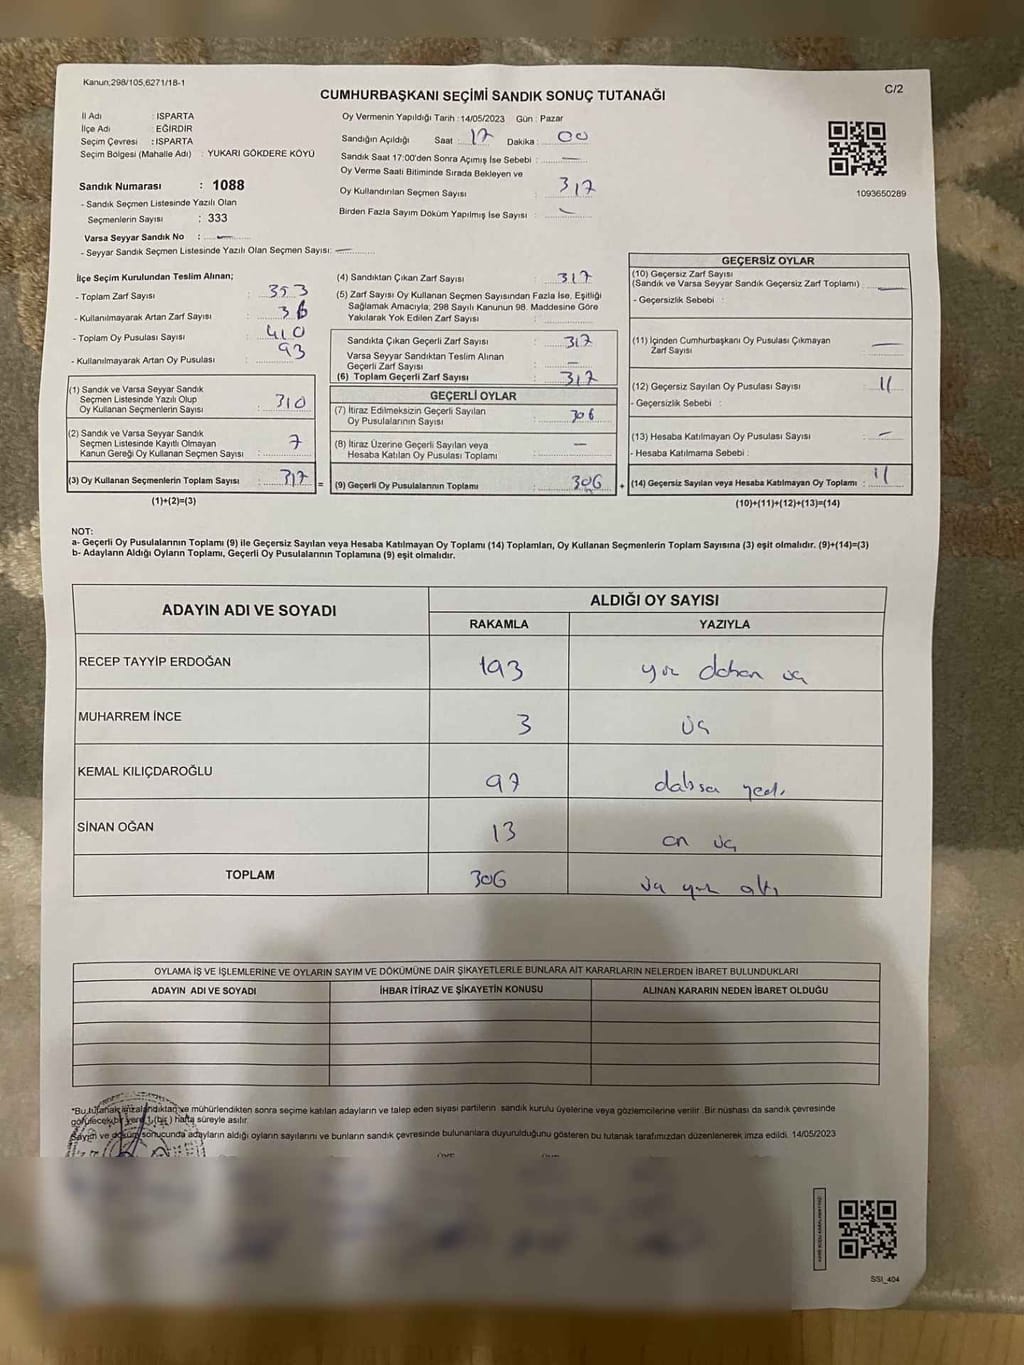 Kanun;298/105,6271/18-1
C/2
CUMHURBAŞKANI SEÇİMİ SANDIK SONUÇ TUTANAĞI
İl Adı : ISPARTA
İlçe Adı : EĞİRDİR
Seçim Çevresi : ISPARTA
Seçim Bölgesi (Mahalle Adı) : YUKARI GÖKDERE KÖYÜ
Sandık Numarası : 1088
- Sandık Seçmen Listesinde Yazılı Olan
Seçmenlerin Sayısı : 333
Varsa Seyyar Sandık No : —
- Seyyar Sandık Seçmen Listesinde Yazılı Olan Seçmen Sayısı: —
Oy Vermenin Yapıldığı Tarih : 14/05/2023 Gün : Pazar
Sandığın Açıldığı Saat : 17 Dakika : 00
Sandık Saat 17:00'den Sonra Açımış İse Sebebi : —
Oy Verme Saati Bitiminde Sırada Bekleyen ve
Oy Kullandırılan Seçmen Sayısı : 317
Birden Fazla Sayım Döküm Yapılmış İse Sayısı : —
1093650289
İlçe Seçim Kurulundan Teslim Alınan;
- Toplam Zarf Sayısı : 353
- Kullanılmayarak Artan Zarf Sayısı : 36
- Toplam Oy Pusulası Sayısı : 410
- Kullanılmayarak Artan Oy Pusulası : 93
(1) Sandık ve Varsa Seyyar Sandık
Seçmen Listesinde Yazılı Olup
Oy Kullanan Seçmenlerin Sayısı : 310
(2) Sandık ve Varsa Seyyar Sandık
Seçmen Listesinde Kayıtlı Olmayan
Kanun Gereği Oy Kullanan Seçmen Sayısı : 7
(3) Oy Kullanan Seçmenlerin Toplam Sayısı : 317 =
(1)+(2)=(3)
(4) Sandıktan Çıkan Zarf Sayısı : 317
(5) Zarf Sayısı Oy Kullanan Seçmen Sayısından Fazla İse, Eşitliği
Sağlamak Amacıyla; 298 Sayılı Kanunun 98. Maddesine Göre
Yakılarak Yok Edilen Zarf Sayısı :
Sandıkta Çıkan Geçerli Zarf Sayısı : 317
Varsa Seyyar Sandıktan Teslim Alınan
Geçerli Zarf Sayısı : —
(6) Toplam Geçerli Zarf Sayısı : 317
GEÇERLİ OYLAR
(7) İtiraz Edilmeksizin Geçerli Sayılan
Oy Pusulalarının Sayısı : 306
(8) İtiraz Üzerine Geçerli Sayılan veya
Hesaba Katılan Oy Pusulası Toplamı : —
(9) Geçerli Oy Pusulalarının Toplamı : 306 +
GEÇERSİZ OYLAR
(10) Geçersiz Zarf Sayısı
(Sandık ve Varsa Seyyar Sandık Geçersiz Zarf Toplamı) : —
- Geçersizlik Sebebi :
(11) İçinden Cumhurbaşkanı Oy Pusulası Çıkmayan
Zarf Sayısı : —
(12) Geçersiz Sayılan Oy Pusulası Sayısı : 11
- Geçersizlik Sebebi :
(13) Hesaba Katılmayan Oy Pusulası Sayısı : —
- Hesaba Katılmama Sebebi :
(14) Geçersiz Sayılan veya Hesaba Katılmayan Oy Toplamı : 11
(10)+(11)+(12)+(13)=(14)
NOT:
a- Geçerli Oy Pusulalarının Toplamı (9) ile Geçersiz Sayılan veya Hesaba Katılmayan Oy Toplamı (14) Toplamları, Oy Kullanan Seçmenlerin Toplam Sayısına (3) eşit olmalıdır. (9)+(14)=(3)
b- Adayların Aldığı Oyların Toplamı, Geçerli Oy Pusulalarının Toplamına (9) eşit olmalıdır.
ADAYIN ADI VE SOYADI
ALDIĞI OY SAYISI
RAKAMLA YAZIYLA
RECEP TAYYİP ERDOĞAN 193 yüz doksan üç
MUHARREM İNCE 3 üç
KEMAL KILIÇDAROĞLU 97 doksan yedi
SİNAN OĞAN 13 on üç
TOPLAM 306 üç yüz altı
OYLAMA İŞ VE İŞLEMLERİNE VE OYLARIN SAYIM VE DÖKÜMÜNE DAİR ŞİKAYETLERLE BUNLARA AİT KARARLARIN NELERDEN İBARET BULUNDUKLARI
ADAYIN ADI VE SOYADI İHBAR İTİRAZ VE ŞİKAYETİN KONUSU ALINAN KARARIN NEDEN İBARET OLDUĞU
*Bu tutanak imzalandıktan ve mühürlendikten sonra seçime katılan adayların ve talep eden siyasi partilerin sandık kurulu üyelerine veya gözlemcilerine verilir. Bir nüshası da sandık çevresinde
görülecek bir yere 1 (bir) hafta süreyle asılır.
Sayım ve döküm sonucunda adayların aldığı oyların sayılarını ve bunların sandık çevresinde bulunanlara duyurulduğunu gösteren bu tutanak tarafımızdan düzenlenerek imza edildi. 14/05/2023
SSI_404